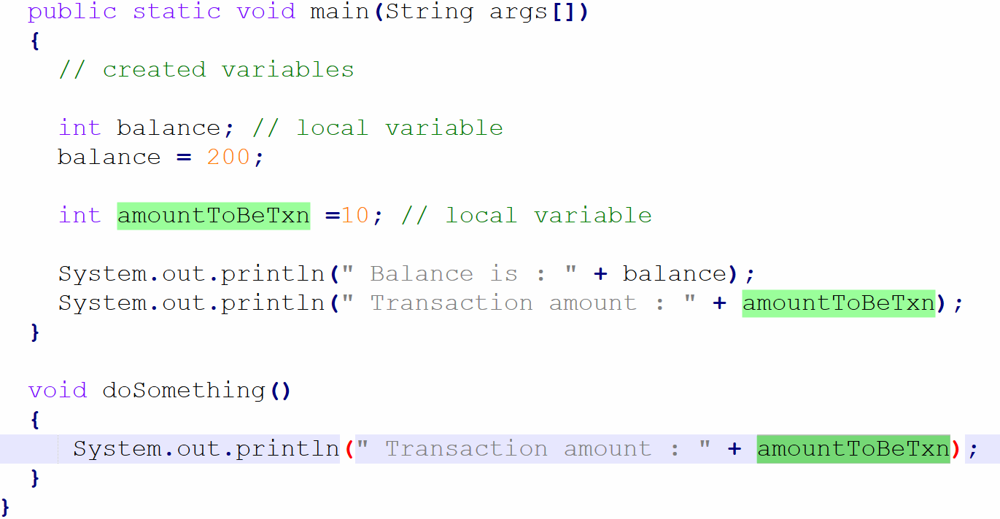 public static void main(String args[])
{
// created variables
int balance; // local variable
balance = 200;
int amountToBeTxn =10; // local variable
System.out.println(" Balance is : " + balance);
System.out.println(" Transaction amount : " + amountToBeTxn);
}
void doSomething()
{
System.out.println(" Transaction amount : " + amountToBeTxn);
}
}